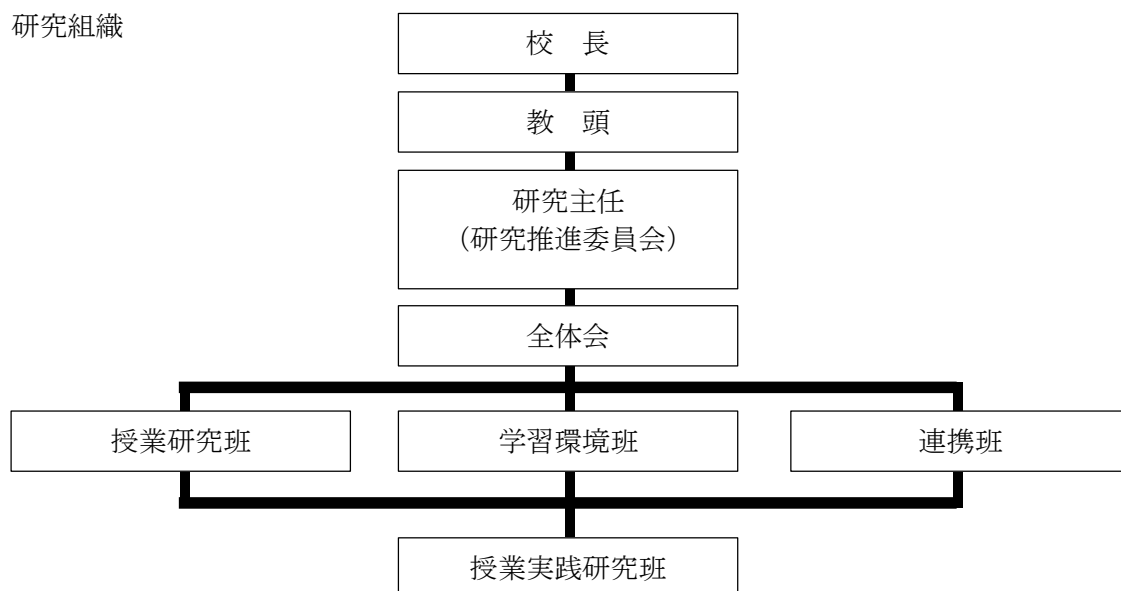 研究組織
校　長
教　頭
研究主任
（研究推進委員会）
全体会
授業研究班
学習環境班
連携班
授業実践研究班